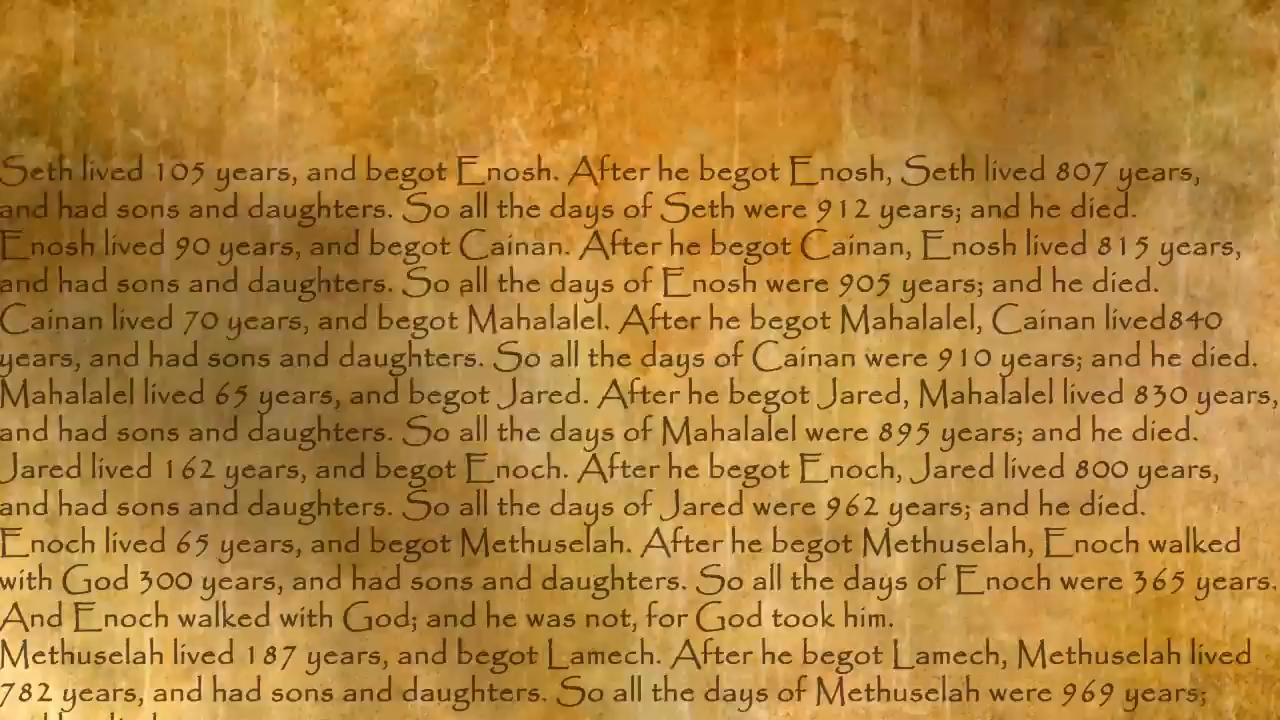 Seth lived 105 years, and begot Enosh. After he begot Enosh, Seth lived 807 years,
and had sons and daughters. So all the days of Seth were 912 years; and he died.
Enosh lived 90 years, and begot Cainan. After he begot Cainan, Enosh lived 815 years,
and had sons and daughters. So all the days of Enosh were 905 years; and he died.
Cainan lived 70 years, and begot Mahalalel. After he begot Mahalalel, Cainan lived840
years, and had sons and daughters. So all the days of Cainan were 910 years; and he died.
Mahalalel lived 65 years, and begot Jared. After he begot Jared, Mahalalel lived 830 years,
and had sons and daughters. So all the days of Mahalalel were 895 years; and he died.
Jared lived 162 years, and begot Enoch. After he begot Enoch, Jared lived 800 years,
and had sons and daughters. So all the days of Jared were 962 years; and he died.
Enoch lived 65 years, and begot Methuselah. After he begot Methuselah, Enoch walked
with God 300 years, and had sons and daughters. So all the days of Enoch were 365 years.
And Enoch walked with God; and he was not, for God took him.
Methuselah lived 187 years, and begot Lamech. After he begot Lamech, Methuselah lived
782 years, and had sons and daughters. So all the days of Methuselah were 969 years;